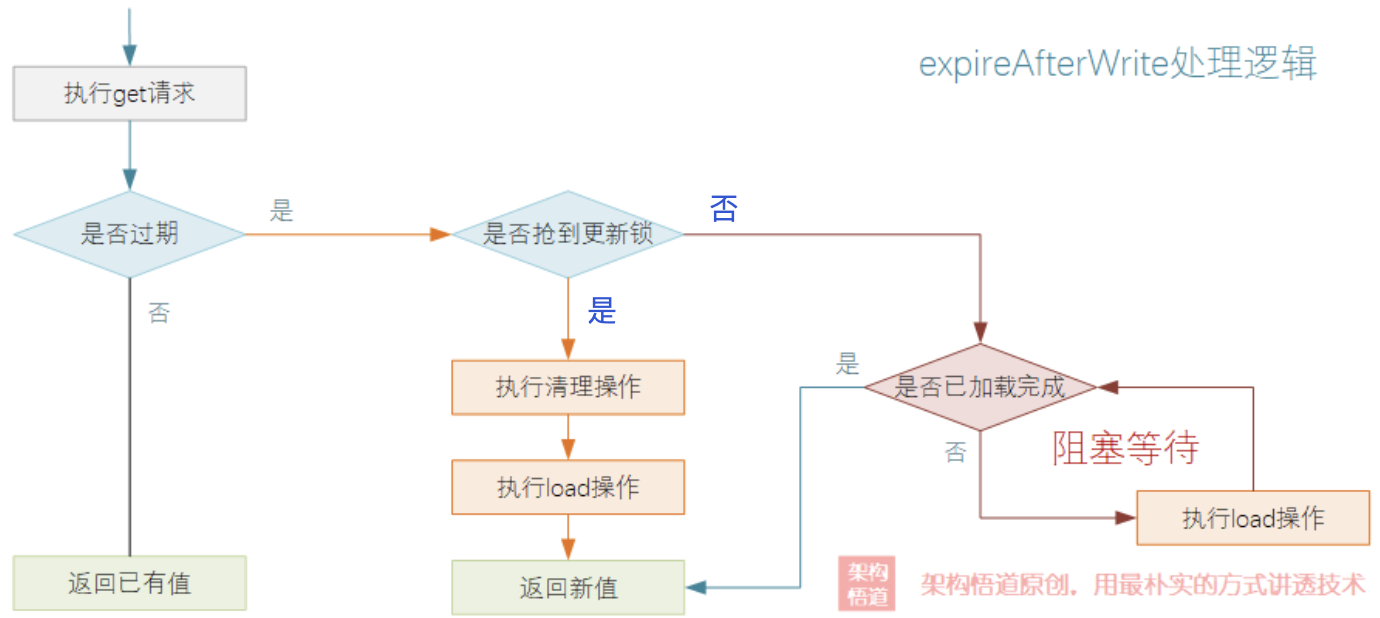 expireAfterWrite处理逻辑
执行get请求
是否过期
是
否
是否抢到更新锁
否
是
执行清理操作
执行load操作
返回已有值
返回新值
是否已加载完成
是
否
阻塞等待
执行load操作
架构
悟道
架构悟道原创，用最朴实的方式讲透技术